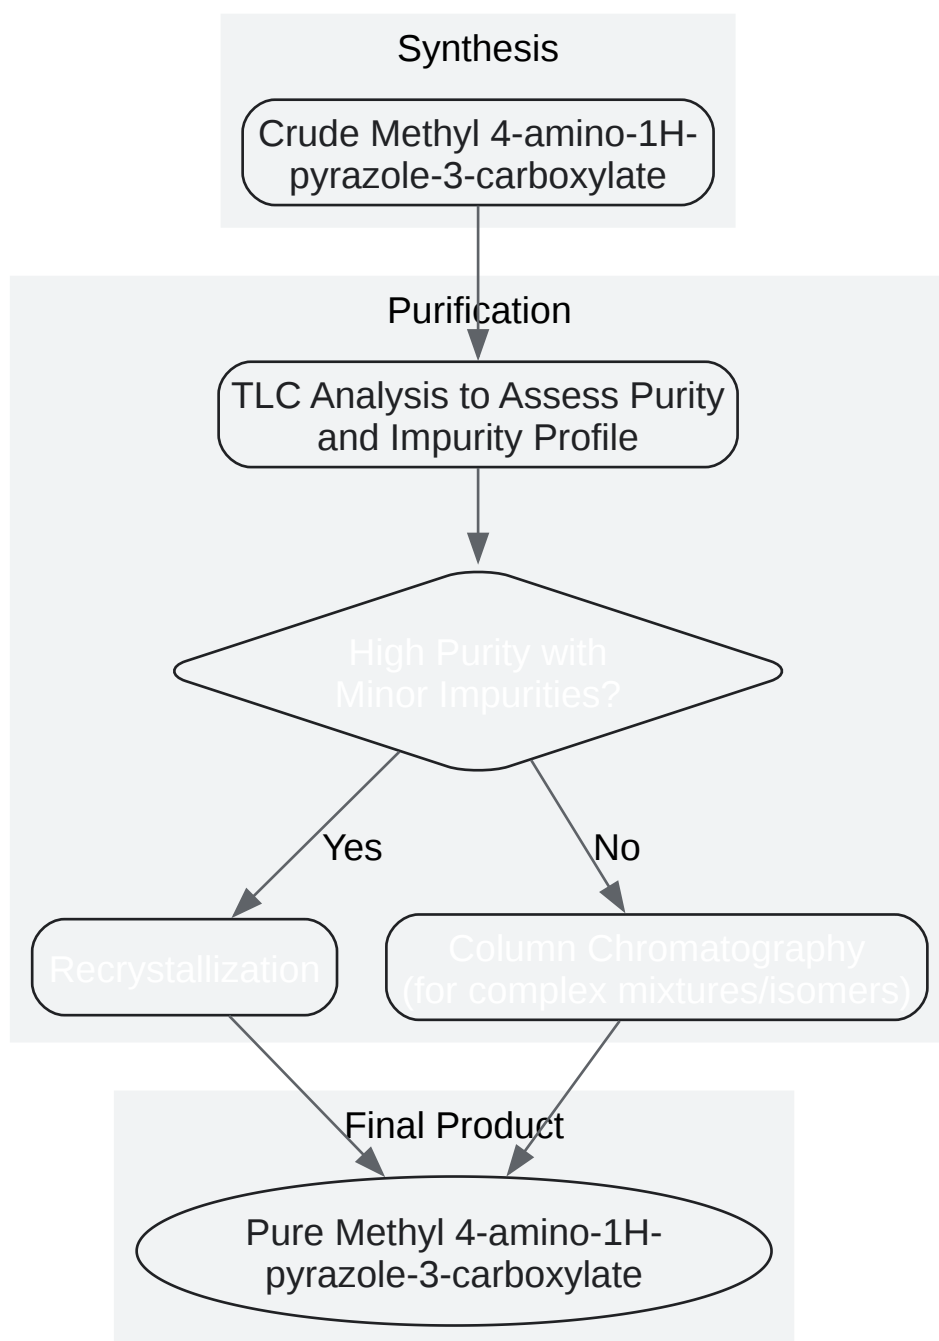 Synthesis
Crude Methyl 4-amino-1H-
pyrazole-3-carboxylate
Purification
TLC Analysis to Assess Purity
and Impurity Profile
High Purity with
Minor Impurities?
Yes
No
Recrystallization
Column Chromatography
(for complex mixtures/isomers)
Final Product
Pure Methyl 4-amino-1H-
pyrazole-3-carboxylate